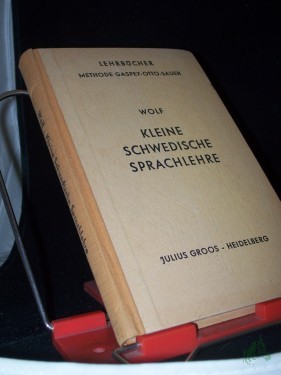 LEHRBÜCHER
METHODE GASPEY-OTTO-SAUER
WOLF
KLEINE
SCHWEDISCHE
SPRACHLEHRE
JULIUS GROOS - HEIDELBERG